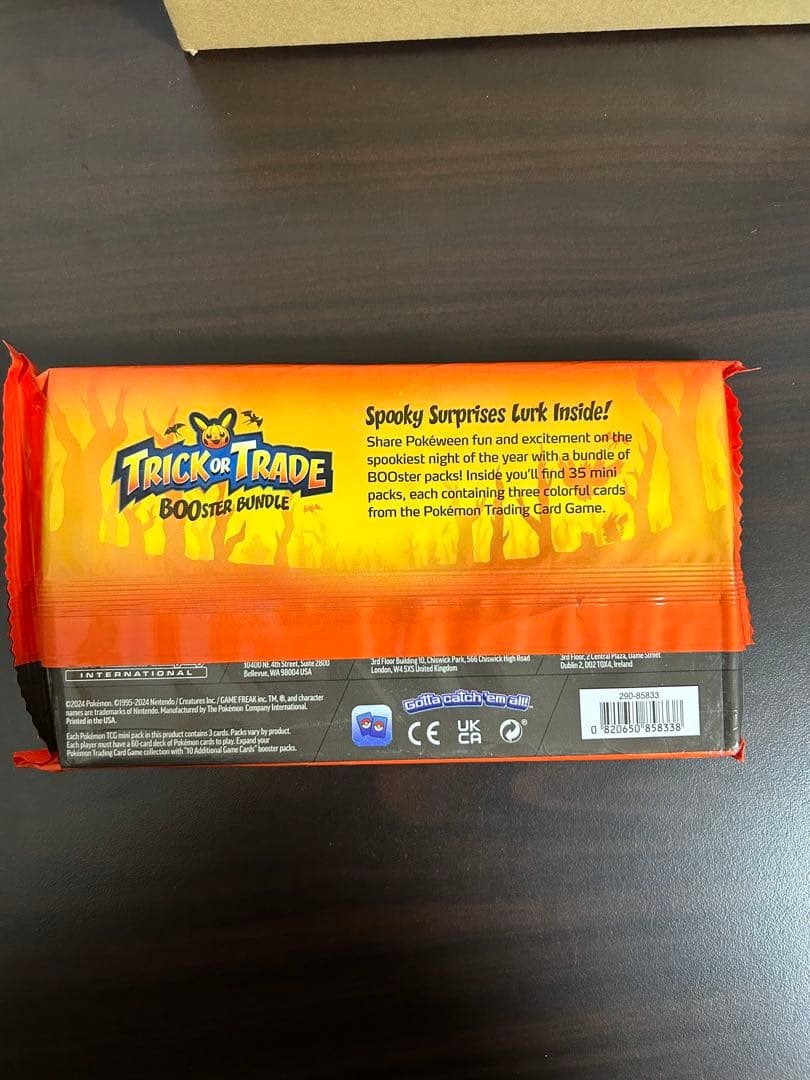 TRICK OR TRADE
BOOSTER BUNDLE
Spooky Surprises Lurk Inside!
Share Pokéween fun and excitement on the
spookiest night of the year with a bundle of
BOOster packs! Inside you'll find 35 mini
packs, each containing three colorful cards
from the Pokémon Trading Card Game.
INTERNATIONAL
10400 NE 4th Street, Suite 2800
Bellevue, WA 98004 USA
3rd Floor Building 10, Chiswick Park, 566 Chiswick High Road
London, W4 5XS United Kingdom
3rd Floor, 2 Central Plaza, Dame Street
Dublin 2, D02 T0X4, Ireland
©2024 Pokémon. ©1995-2024 Nintendo / Creatures Inc. / GAME FREAK inc. TM, ®, and character
names are trademarks of Nintendo. Manufactured by The Pokémon Company International.
Printed in the USA.
Each Pokémon TCG mini pack in this product contains 3 cards. Packs vary by product.
Each player must have a 60-card deck of Pokémon cards to play. Expand your
Pokémon Trading Card Game collection with "10 Additional Game Cards" booster packs.
Gotta catch 'em all!
CE
UK
CA
290-85833
0 820650 858338